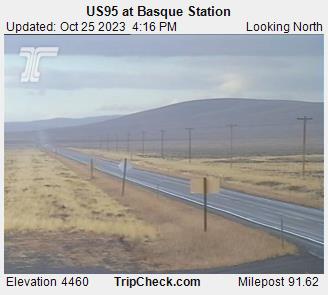 US95 at Basque Station
Updated: Oct 25 2023  4:16 PM Looking North
Elevation 4460 TripCheck.com Milepost 91.62